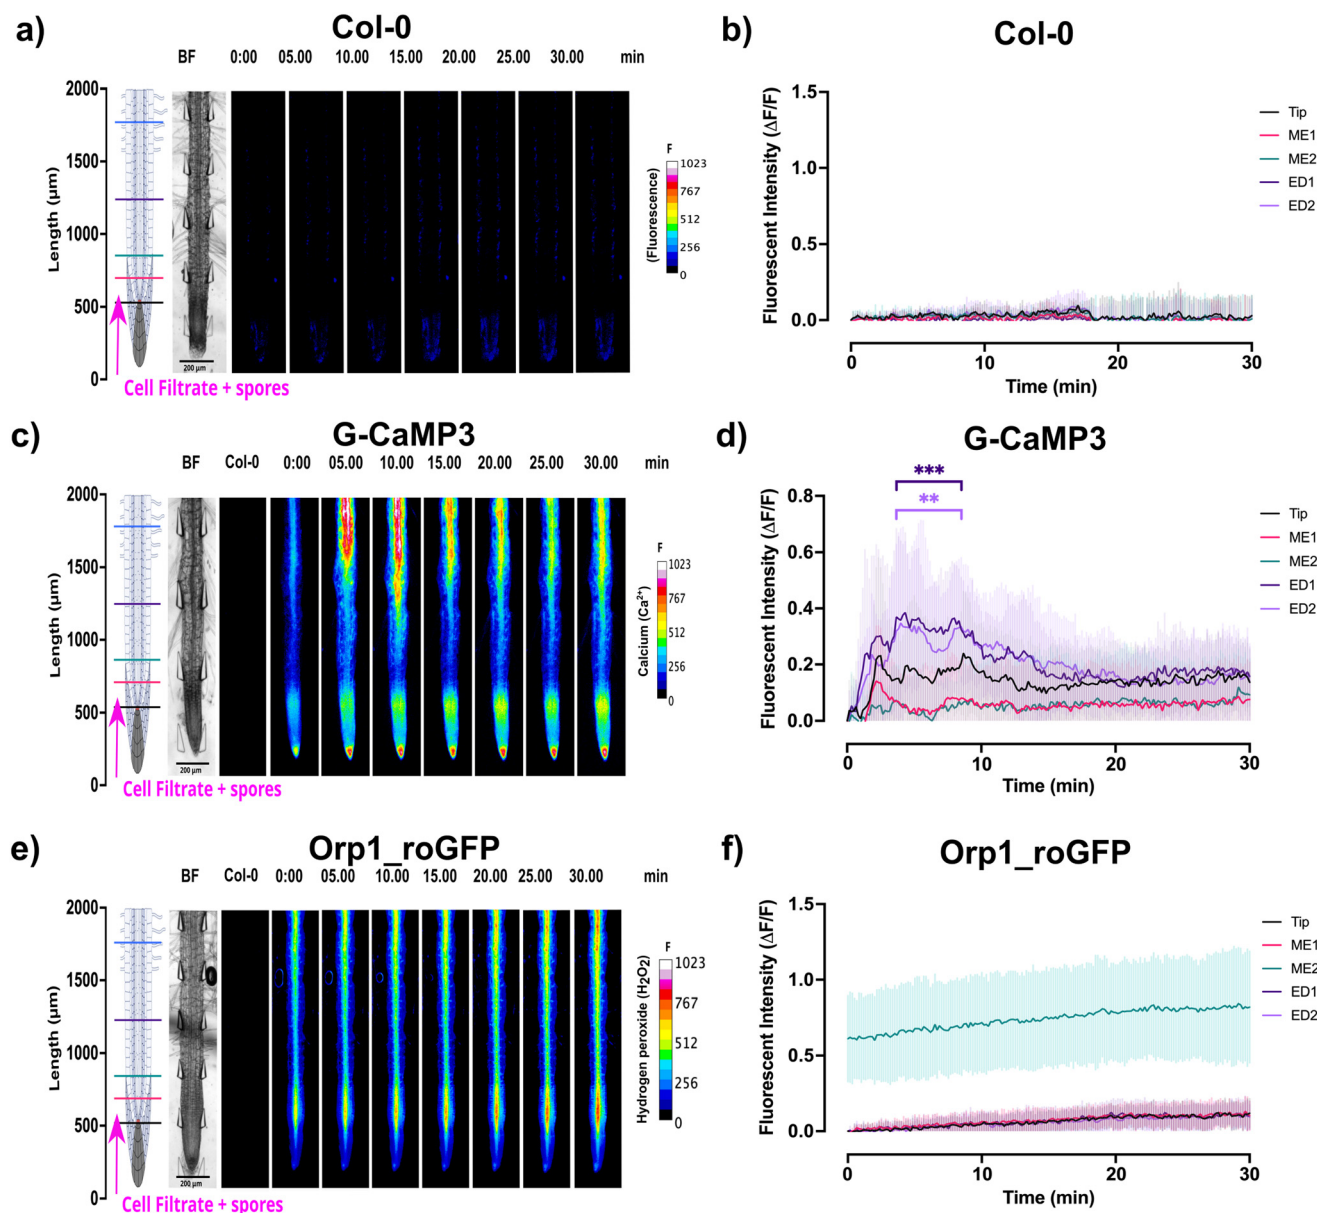 a)
Col-0
BF 0:00 05.00 10.00 15.00 20.00 25.00 30.00 min
Length (µm)
2000
1500
1000
500
0
200 µm
Cell Filtrate + spores
F
(Fluorescence)
1023
767
512
256
0
b)
Col-0
Fluorescent Intensity (ΔF/F)
1.5
1.0
0.5
0.0
0 10 20 30
Time (min)
Tip
ME1
ME2
ED1
ED2
c)
G-CaMP3
BF Col-0 0:00 05.00 10.00 15.00 20.00 25.00 30.00 min
Length (µm)
2000
1500
1000
500
0
200 µm
Cell Filtrate + spores
F
Calcium (Ca²⁺)
1023
767
512
256
0
d)
G-CaMP3
Fluorescent Intensity (ΔF/F)
0.8
0.6
0.4
0.2
0.0
***
**
0 10 20 30
Time (min)
Tip
ME1
ME2
ED1
ED2
e)
Orp1_roGFP
BF Col-0 0:00 05.00 10.00 15.00 20.00 25.00 30.00 min
Length (µm)
2000
1500
1000
500
0
200 µm
Cell Filtrate + spores
F
Hydrogen peroxide (H₂O₂)
1023
767
512
256
0
f)
Orp1_roGFP
Fluorescent Intensity (ΔF/F)
1.5
1.0
0.5
0.0
0 10 20 30
Time (min)
Tip
ME1
ME2
ED1
ED2